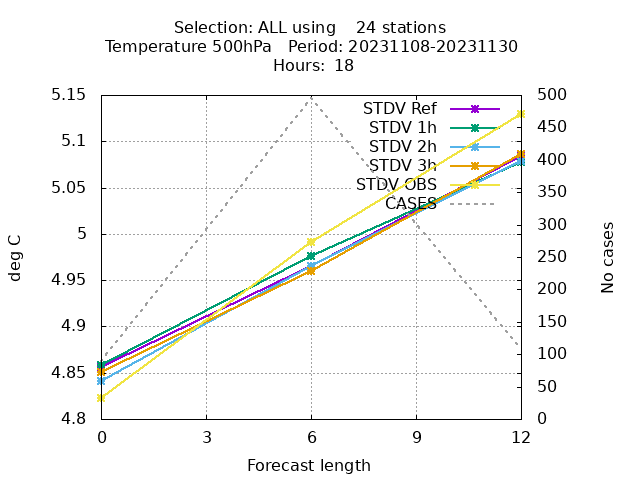 Selection: ALL using    24 stations
Temperature 500hPa   Period: 20231108-20231130
Hours:  18
5.15
5.1
5.05
5
4.95
4.9
4.85
4.8
deg C
STDV Ref
STDV 1h
STDV 2h
STDV 3h
STDV OBS
CASES
500
450
400
350
300
250
200
150
100
50
0
No cases
0
3
6
9
12
Forecast length